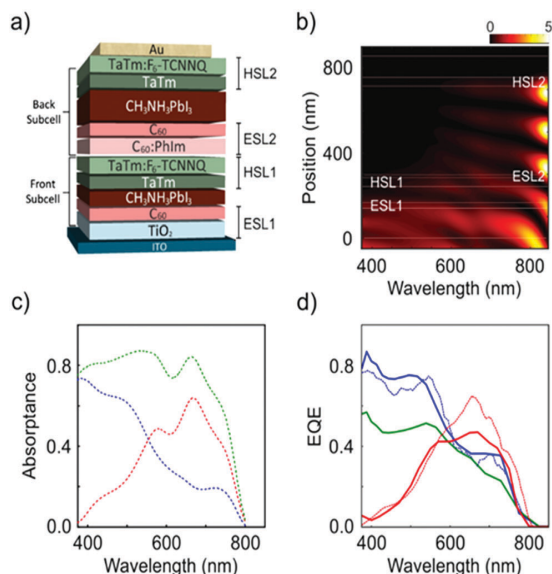 a)
Au
TaTm:F₆-TCNNQ
TaTm
CH₃NH₃PbI₃
C₆₀
C₆₀:PhIm
TaTm:F₆-TCNNQ
TaTm
CH₃NH₃PbI₃
C₆₀
TiO₂
ITO
Back
Subcell
Front
Subcell
HSL2
ESL2
HSL1
ESL1
b)
0 5
800
600
400
200
0
Position (nm)
HSL2
ESL2
HSL1
ESL1
400 600 800
Wavelength (nm)
c)
0.8
0.4
0.0
Absorptance
400 600 800
Wavelength (nm)
d)
0.8
0.4
0.0
EQE
400 600 800
Wavelength (nm)